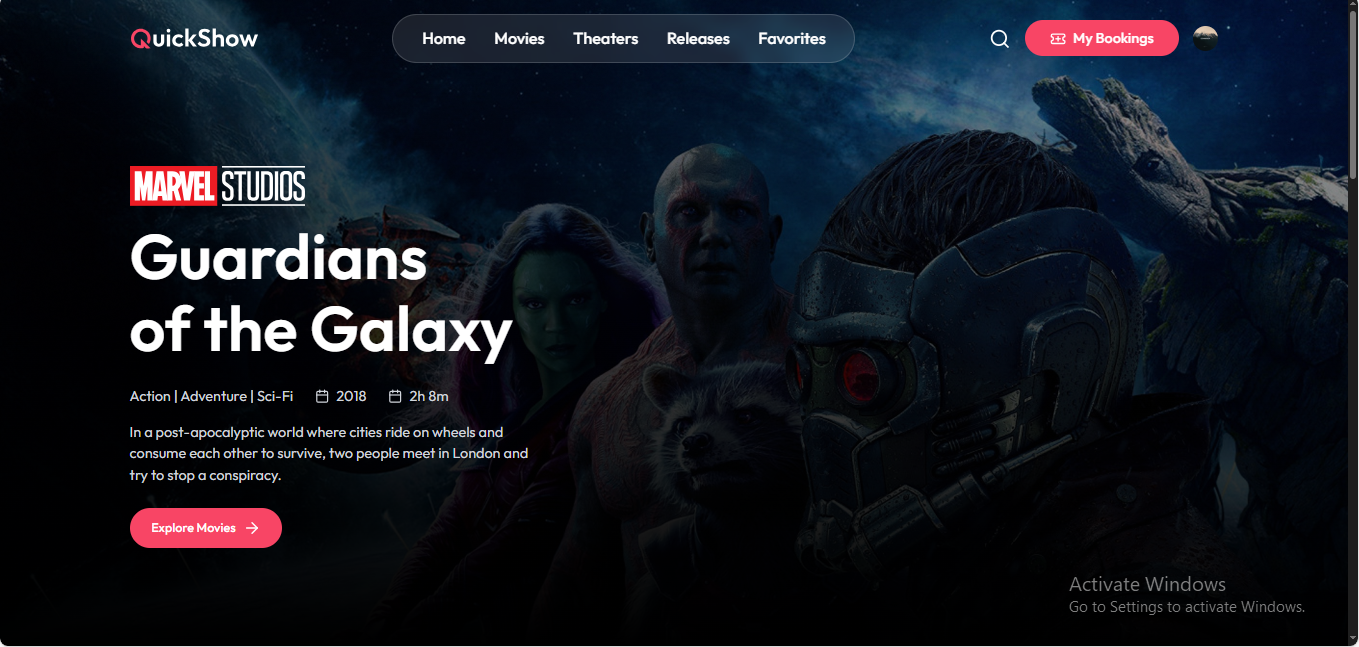 QuickShow
Home Movies Theaters Releases Favorites
My Bookings
MARVEL STUDIOS
Guardians
of the Galaxy
Action | Adventure | Sci-Fi 2018 2h 8m
In a post-apocalyptic world where cities ride on wheels and
consume each other to survive, two people meet in London and
try to stop a conspiracy.
Explore Movies
Activate Windows
Go to Settings to activate Windows.